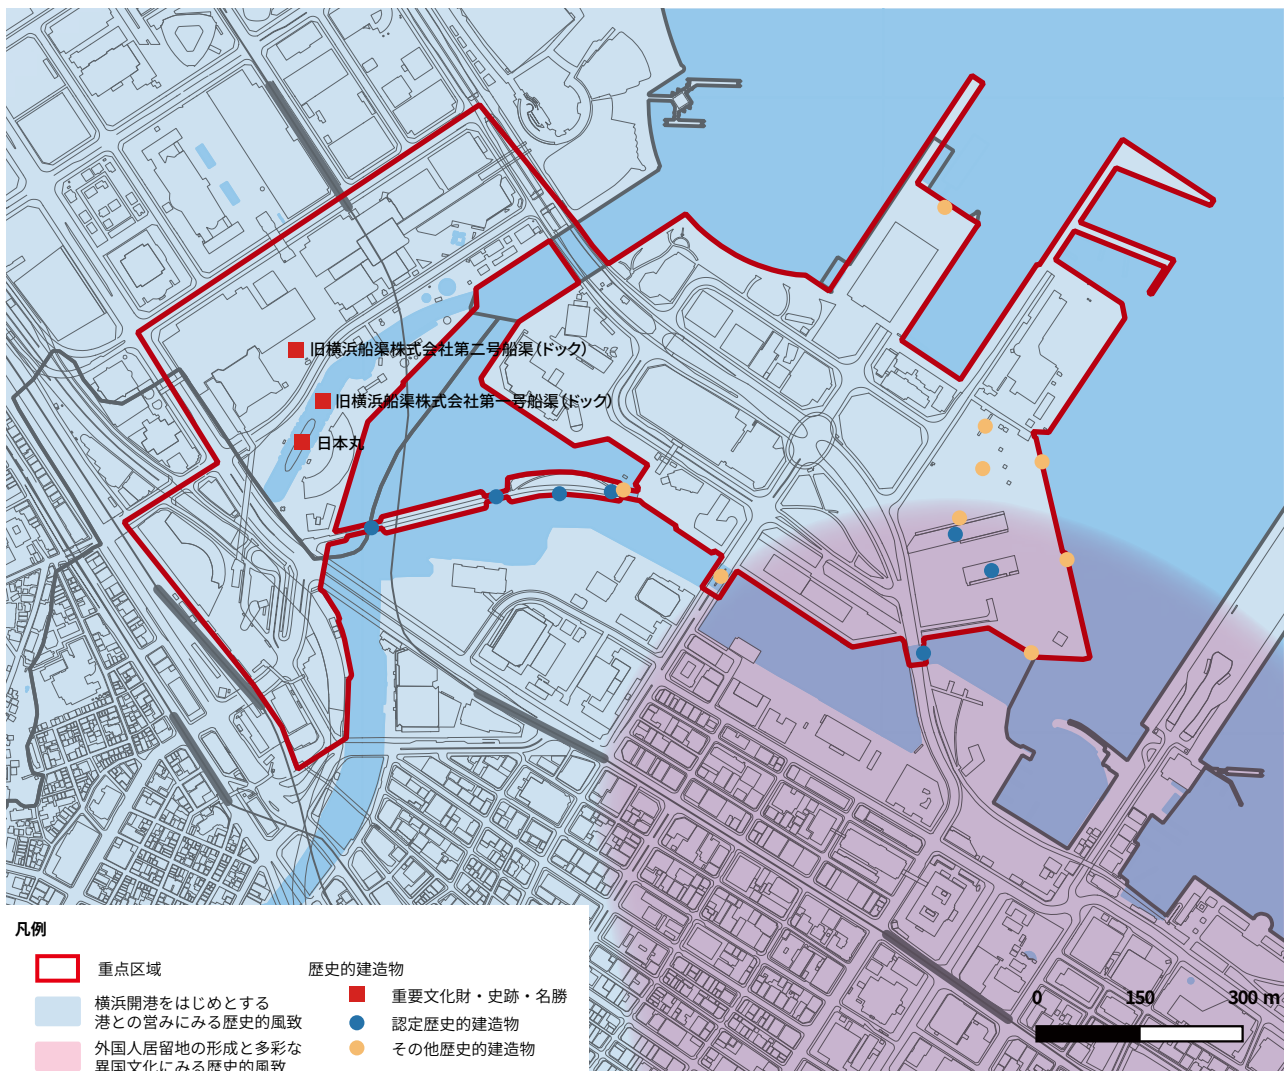 旧横浜船渠株式会社第二号船渠（ドック）
旧横浜船渠株式会社第一号船渠（ドック）
日本丸
凡例
重点区域
横浜開港をはじめとする
港との営みにみる歴史的風致
外国人居留地の形成と多彩な
異国文化にみる歴史的風致
歴史的建造物
重要文化財・史跡・名勝
認定歴史的建造物
その他歴史的建造物
0 150 300 m